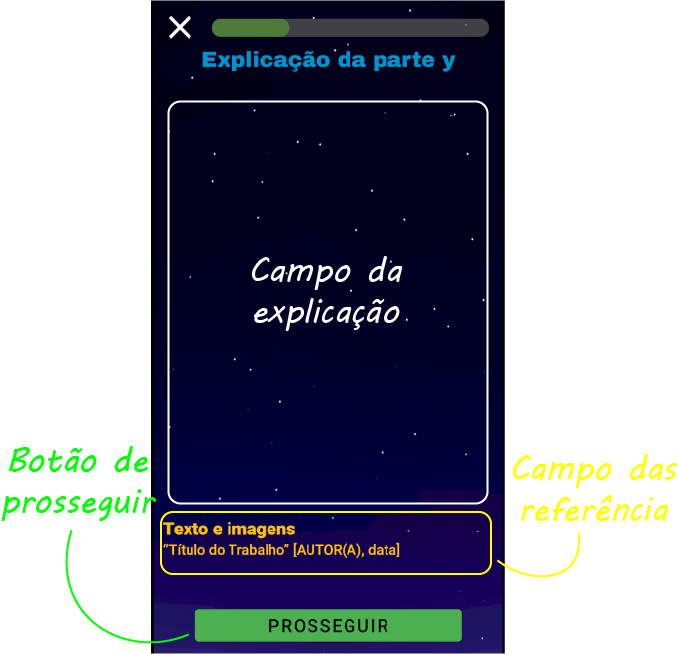 Explicação da parte y
Campo da
explicação
Botão de
prosseguir
Campo das
referência
Texto e imagens
"Título do Trabalho" [AUTOR(A), data]
PROSSEGUIR